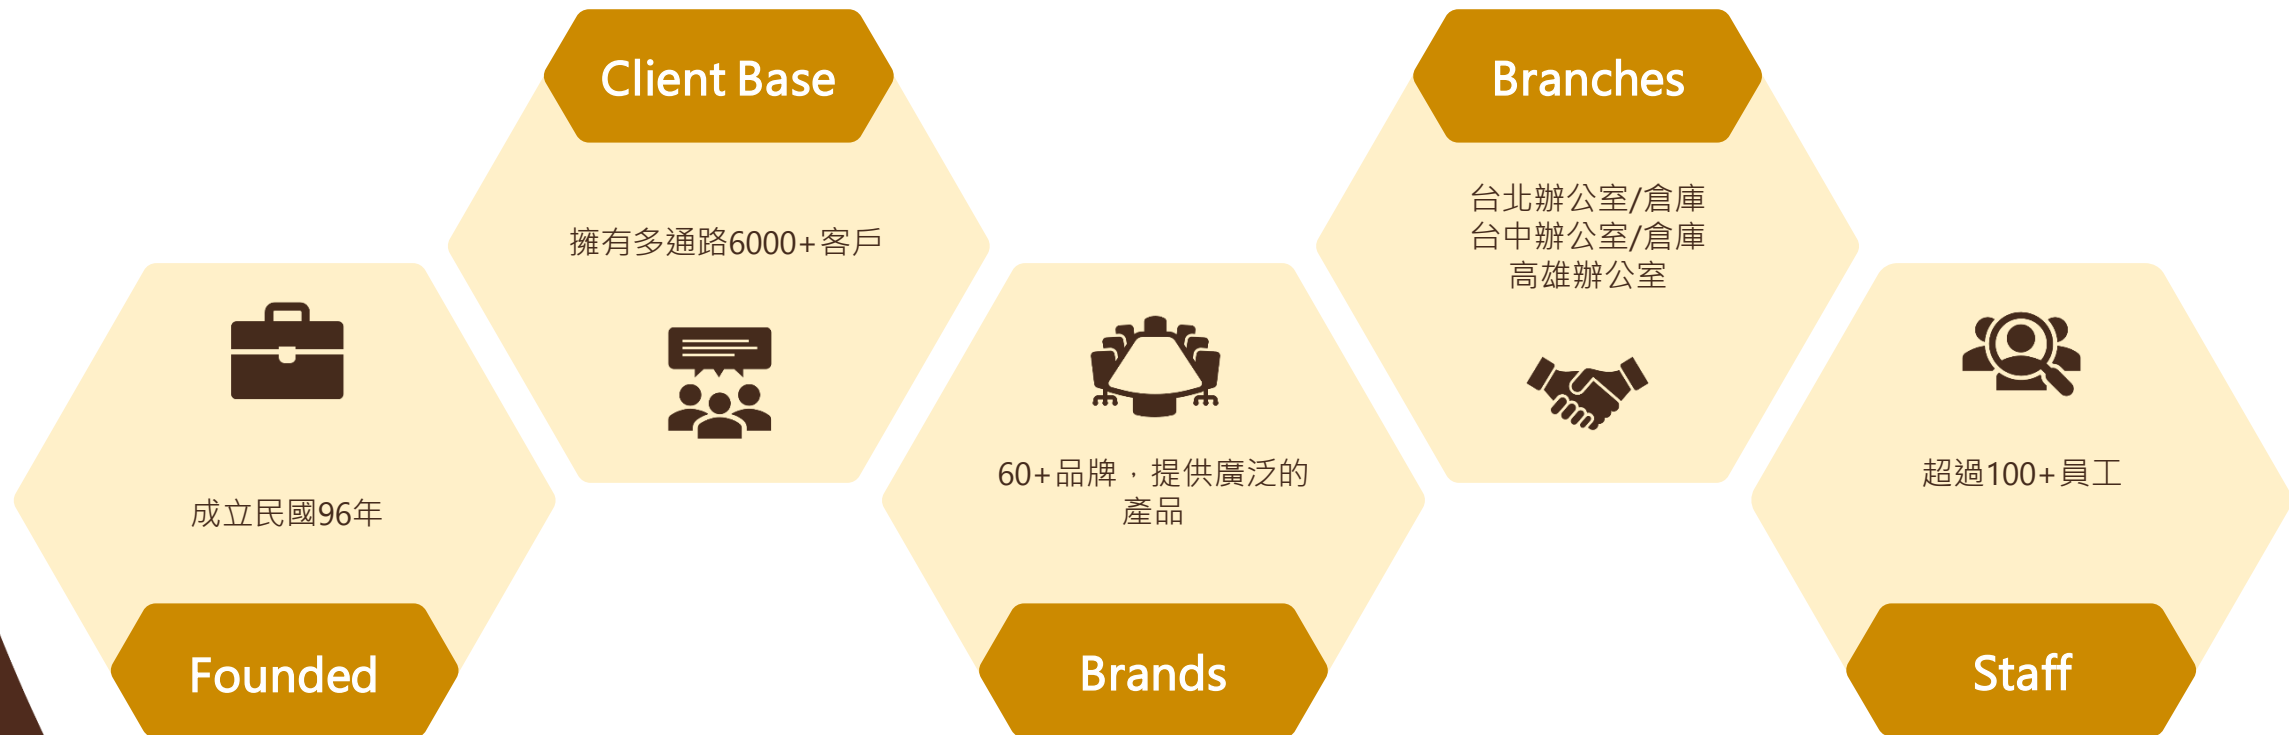 Client Base
擁有多通路6000+客戶
Branches
台北辦公室/倉庫
台中辦公室/倉庫
高雄辦公室
成立民國96年
Founded
60+品牌，提供廣泛的
產品
Brands
超過100+員工
Staff